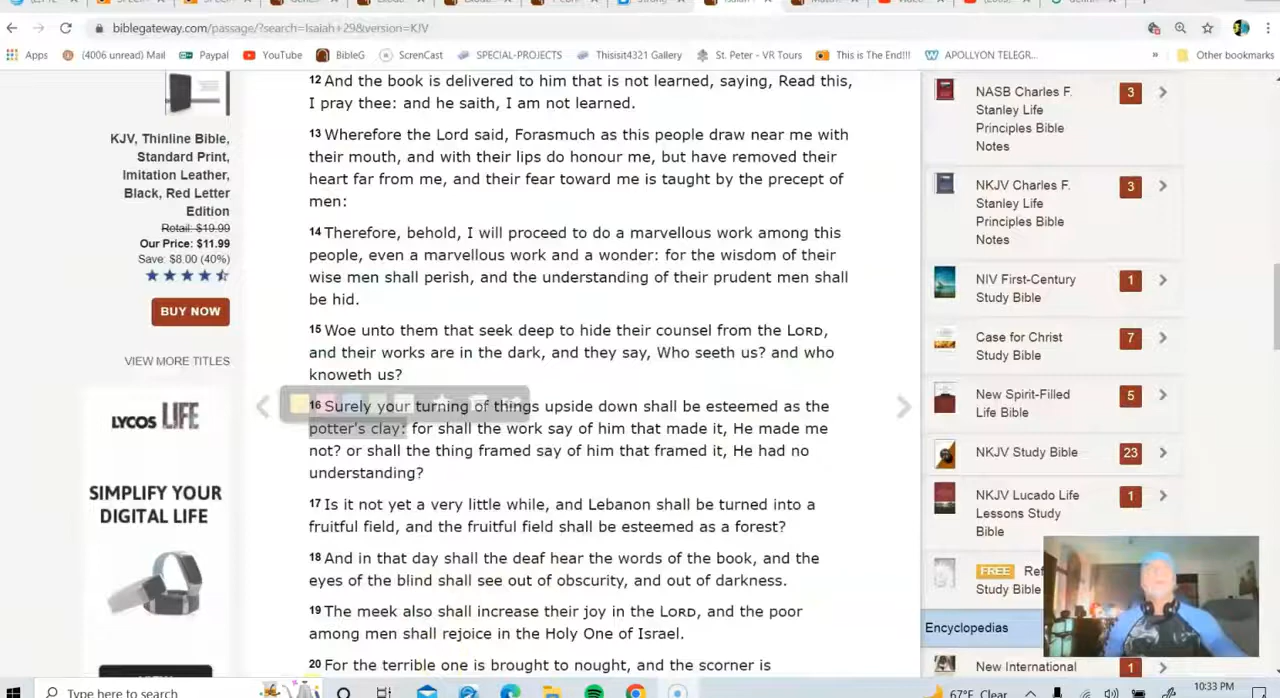 biblegateway.com/passage/?search=Isaiah+29&version=KJV
Apps
(4006 unread) Mail
Paypal
YouTube
BibleG
ScrenCast
SPECIAL-PROJECTS
Thisisit4321 Gallery
St. Peter - VR Tours
This is The End!!!
APOLLYON TELEGR...
»
Other bookmarks
KJV, Thinline Bible,
Standard Print,
Imitation Leather,
Black, Red Letter
Edition
Retail: $19.99
Our Price: $11.99
Save: $8.00 (40%)
BUY NOW
VIEW MORE TITLES
LYCOS LIFE
SIMPLIFY YOUR
DIGITAL LIFE
12 And the book is delivered to him that is not learned, saying, Read this,
I pray thee: and he saith, I am not learned.
13 Wherefore the Lord said, Forasmuch as this people draw near me with
their mouth, and with their lips do honour me, but have removed their
heart far from me, and their fear toward me is taught by the precept of
men:
14 Therefore, behold, I will proceed to do a marvellous work among this
people, even a marvellous work and a wonder: for the wisdom of their
wise men shall perish, and the understanding of their prudent men shall
be hid.
15 Woe unto them that seek deep to hide their counsel from the LORD,
and their works are in the dark, and they say, Who seeth us? and who
knoweth us?
16 Surely your turning of things upside down shall be esteemed as the
potter's clay: for shall the work say of him that made it, He made me
not? or shall the thing framed say of him that framed it, He had no
understanding?
17 Is it not yet a very little while, and Lebanon shall be turned into a
fruitful field, and the fruitful field shall be esteemed as a forest?
18 And in that day shall the deaf hear the words of the book, and the
eyes of the blind shall see out of obscurity, and out of darkness.
19 The meek also shall increase their joy in the LORD, and the poor
among men shall rejoice in the Holy One of Israel.
20 For the terrible one is brought to nought, and the scorner is
NASB Charles F. 3
Stanley Life
Principles Bible
Notes
NKJV Charles F. 3
Stanley Life
Principles Bible
Notes
NIV First-Century 1
Study Bible
Case for Christ 7
Study Bible
New Spirit-Filled 5
Life Bible
NKJV Study Bible 23
NKJV Lucado Life 1
Lessons Study
Bible
FREE Ref
Study Bible
Encyclopedias
New International 1
Type here to search
67°F Clear
10:33 PM